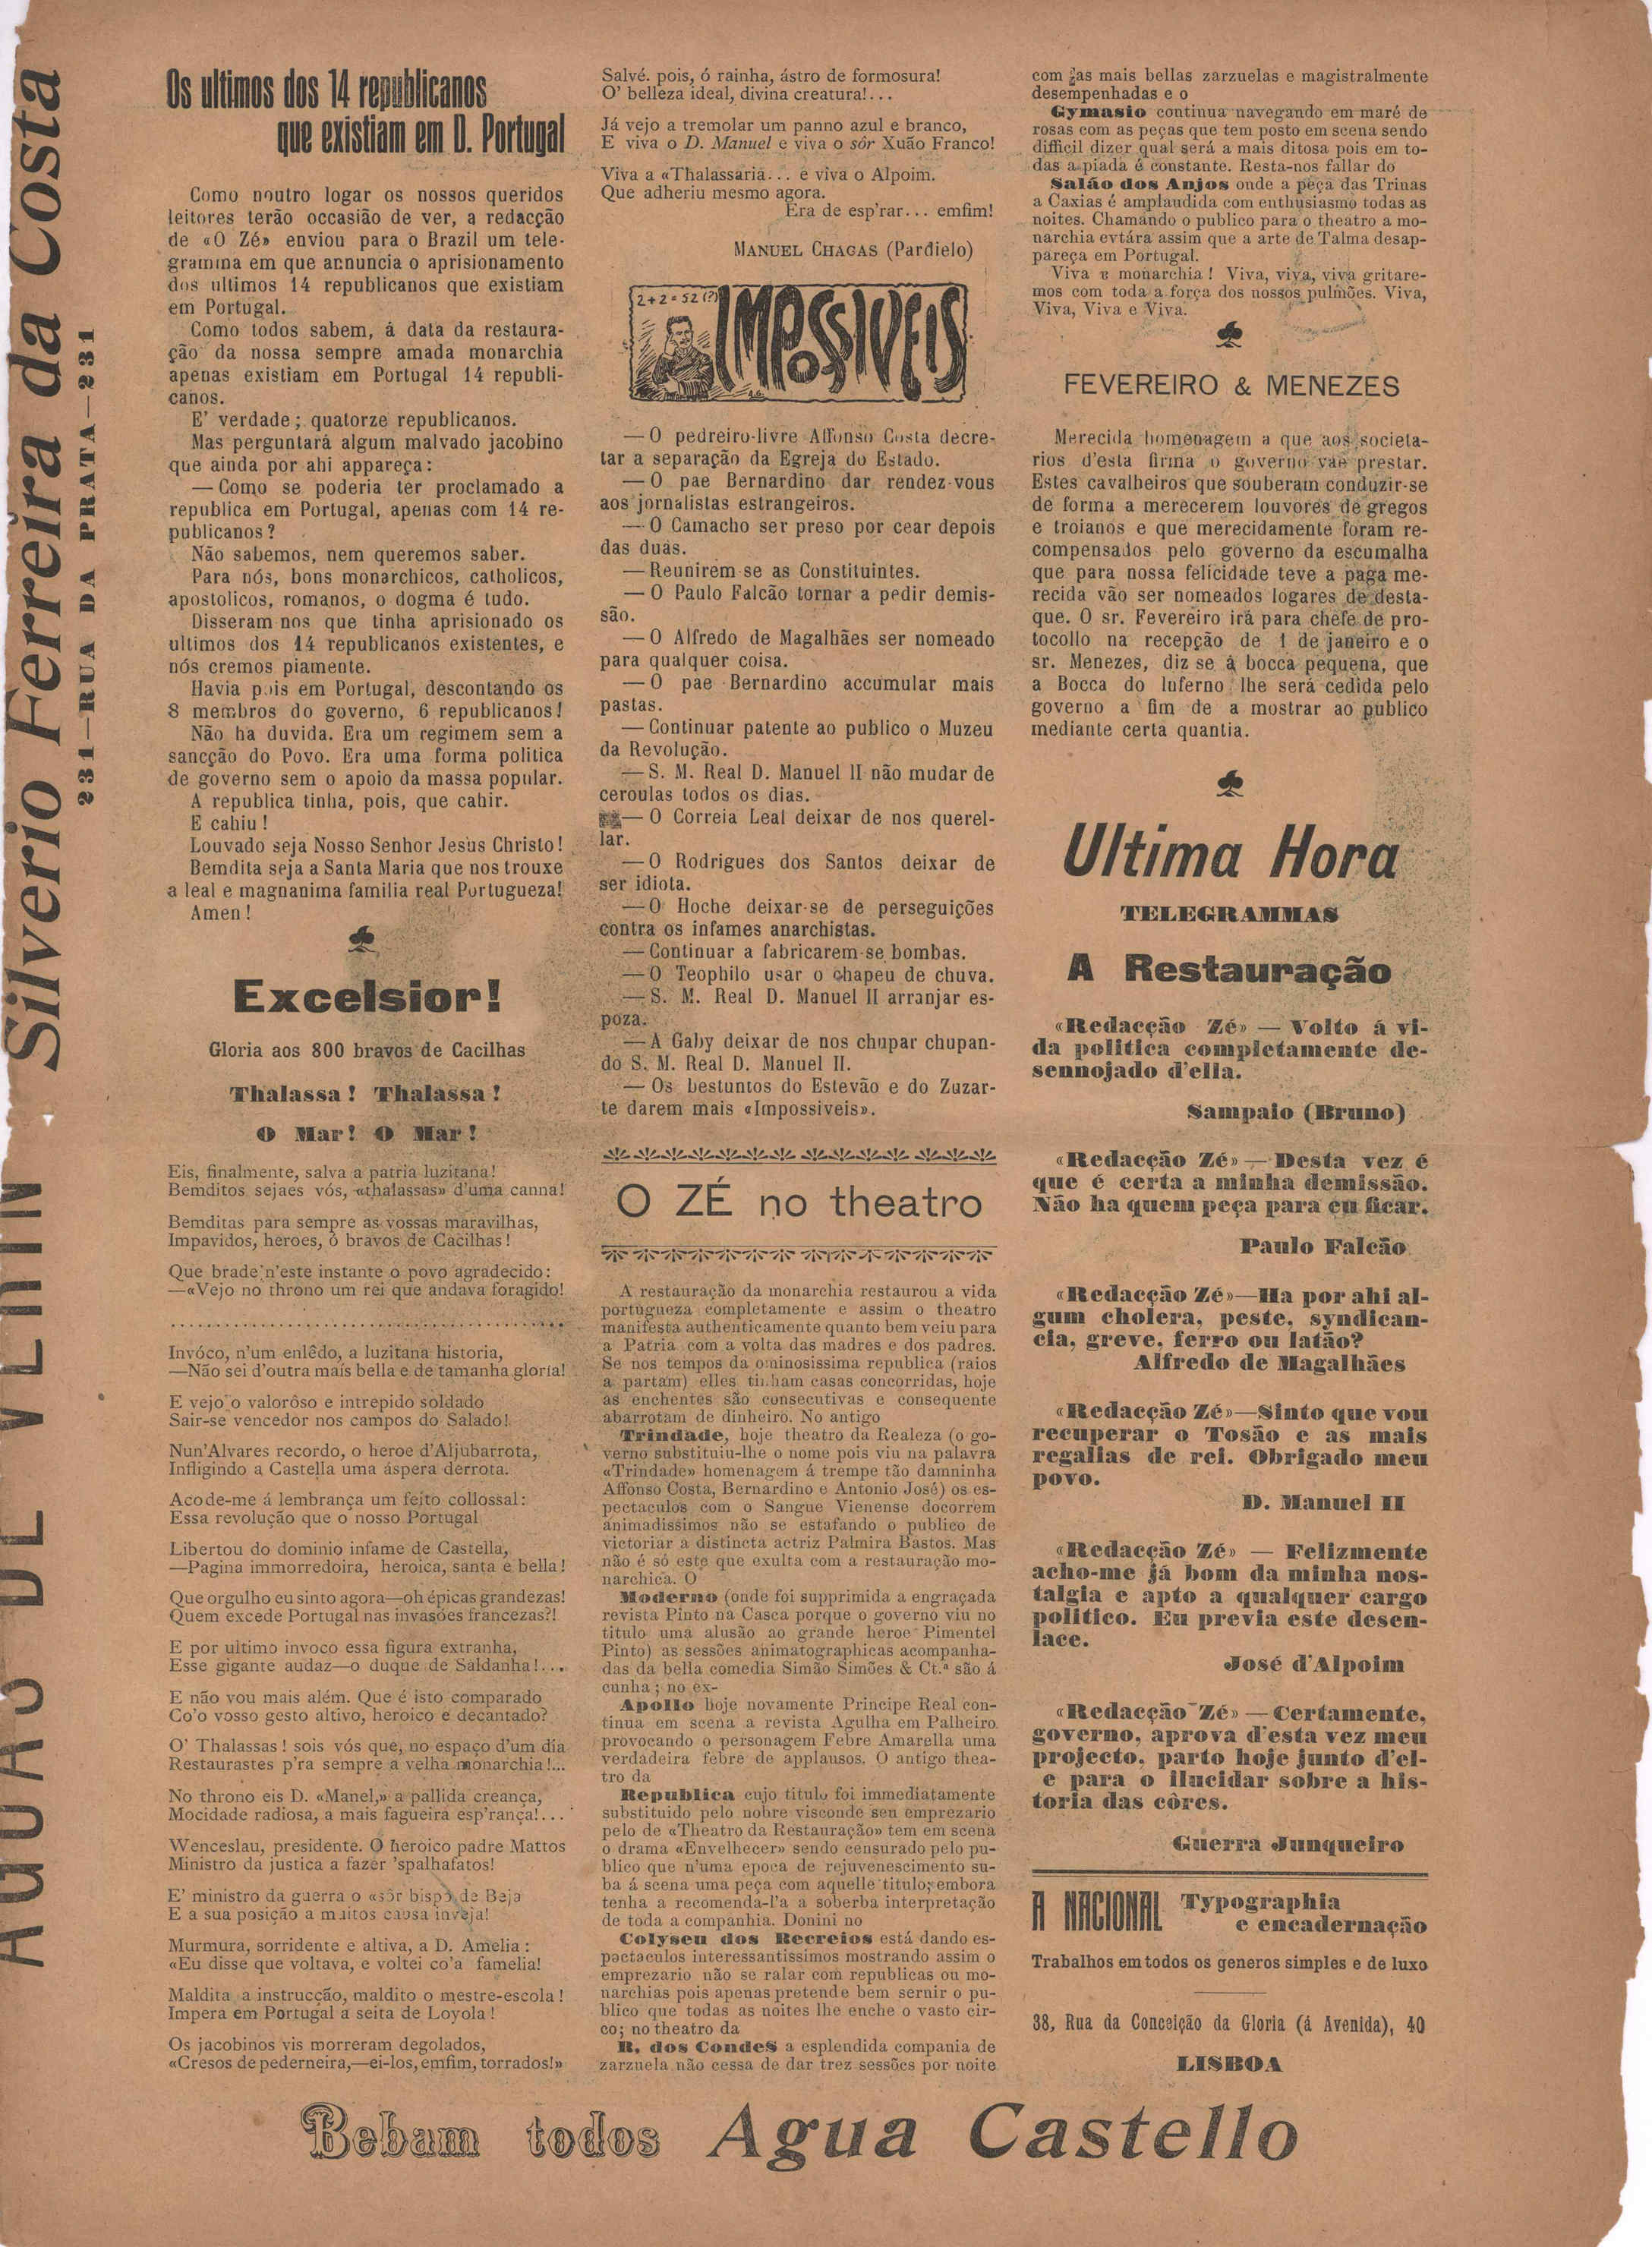 Silverio Ferreira da Costa
231—RUA DA PRATA—231
AGUAS DE VERIN
Os ultimos dos 14 republicanos
que existiam em D. Portugal
Como noutro logar os nossos queridos
leitores terão occasião de ver, a redacção
de «O Zé» enviou para o Brazil um tele-
gramma em que annuncia o aprisionamento
dos ultimos 14 republicanos que existiam
em Portugal.
Como todos sabem, á data da restaura-
ção da nossa sempre amada monarchia
apenas existiam em Portugal 14 republi-
canos.
E' verdade; quatorze republicanos.
Mas perguntará algum malvado jacobino
que ainda por ahi appareça:
—Como se poderia ter proclamado a
republica em Portugal, apenas com 14 re-
publicanos?
Não sabemos, nem queremos saber.
Para nós, bons monarchicos, catholicos,
apostolicos, romanos, o dogma é tudo.
Disseram-nos que tinha aprisionado os
ultimos dos 14 republicanos existentes, e
nós cremos piamente.
Havia pois em Portugal, descontando os
8 membros do governo, 6 republicanos!
Não ha duvida. Era um regimem sem a
sancção do Povo. Era uma forma politica
de governo sem o apoio da massa popular.
A republica tinha, pois, que cahir.
E cahiu!
Louvado seja Nosso Senhor Jesus Christo!
Bemdita seja a Santa Maria que nos trouxe
a leal e magnanima familia real Portugueza!
Amen!
Excelsior!
Gloria aos 800 bravos de Cacilhas
Thalassa! Thalassa!
O Mar! O Mar!
Eis, finalmente, salva a patria luzitana!
Bemditos sejaes vós, «thalassas» d'uma canna!
Bemditas para sempre as vossas maravilhas,
Impavidos, heroes, ó bravos de Cacilhas!
Que brade n'este instante o povo agradecido:
—«Vejo no throno um rei que andava foragido!
........................................
Invóco, n'um enlêdo, a luzitana historia,
—Não sei d'outra mais bella e de tamanha gloria!
E vejo o valorôso e intrepido soldado
Sair-se vencedor nos campos do Salado!
Nun'Alvares recordo, o heroe d'Aljubarrota,
Infligindo a Castella uma áspera derrota.
Acode-me á lembrança um feito collossal:
Essa revolução que o nosso Portugal
Libertou do dominio infame de Castella,
—Pagina immorredoira, heroica, santa e bella!
Que orgulho eu sinto agora—oh épicas grandezas!
Quem excede Portugal nas invasões francezas?!
E por ultimo invoco essa figura extranha,
Esse gigante audaz—o duque de Saldanha!...
E não vou mais além. Que é isto comparado
Co'o vosso gesto altivo, heroico e decantado?
O' Thalassas! sois vós que, no espaço d'um dia
Restaurastes p'ra sempre a velha monarchia!...
No throno eis D. «Manel,» a pallida creança,
Mocidade radiosa, a mais fagueira esp'rança!...
Wenceslau, presidente. O heroico padre Mattos
Ministro da justica a fazer 'spalhafatos!
E' ministro da guerra o «sôr bispo de Beja
E a sua posição a muitos causa inveja!
Murmura, sorridente e altiva, a D. Amelia:
«Eu disse que voltava, e voltei co'a famelia!
Maldita a instrucção, maldito o mestre-escola!
Impera em Portugal a seita de Loyola!
Os jacobinos vis morreram degolados,
«Cresos de pederneira,—ei-los, emfim, torrados!»
Salvé. pois, ó rainha, ástro de formosura!
O' belleza ideal, divina creatura!...
Já vejo a tremolar um panno azul e branco,
E viva o D. Manuel e viva o sôr Xuão Franco!
Viva a «Thalassaria... e viva o Alpoim.
Que adheriu mesmo agora.
Era de esp'rar... emfim!
MANUEL CHAGAS (Pardielo)
2+2=52(?)
IMPOSSIVEIS
—O pedreiro-livre Affonso Costa decre-
tar a separação da Egreja do Estado.
—O pae Bernardino dar rendez-vous
aos jornalistas estrangeiros.
—O Camacho ser preso por cear depois
das duas.
—Reunirem-se as Constituintes.
—O Paulo Falcão tornar a pedir demis-
são.
—O Alfredo de Magalhães ser nomeado
para qualquer coisa.
—O pae Bernardino accumular mais
pastas.
—Continuar patente ao publico o Muzeu
da Revolução.
—S. M. Real D. Manuel II não mudar de
ceroulas todos os dias.
—O Correia Leal deixar de nos querel-
lar.
—O Rodrigues dos Santos deixar de
ser idiota.
—O Hoche deixar-se de perseguições
contra os infames anarchistas.
—Continuar a fabricarem-se bombas.
—O Teophilo usar o chapeu de chuva.
—S. M. Real D. Manuel II arranjar es-
poza.
—A Gaby deixar de nos chupar chupan-
do S. M. Real D. Manuel II.
—Os bestuntos do Estevão e do Zuzar-
te darem mais «Impossiveis».
O ZÉ no theatro
A restauração da monarchia restaurou a vida
portugueza completamente e assim o theatro
manifesta authenticamente quanto bem veiu para
a Patria com a volta das madres e dos padres.
Se nos tempos da ominosissima republica (raios
a partam) elles tinham casas concorridas, hoje
as enchentes são consecutivas e consequente
abarrotam de dinheiro. No antigo
Trindade, hoje theatro da Realeza (o go-
verno substituiu-lhe o nome pois viu na palavra
«Trindade» homenagem á trempe tão damninha
Affonso Costa, Bernardino e Antonio José) os es-
pectaculos com o Sangue Vienense docorrem
animadissimos não se estafando o publico de
victoriar a distincta actriz Palmira Bastos. Mas
não é só este que exulta com a restauração mo-
narchica. O
Moderno (onde foi supprimida a engraçada
revista Pinto na Casca porque o governo viu no
titulo uma alusão ao grande heroe Pimentel
Pinto) as sessões animatographicas acompanha-
das da bella comedia Simão Simões & Ct.ª são á
cunha; no ex-
Apollo hoje novamente Principe Real con-
tinua em scena a revista Agulha em Palheiro
provocando o personagem Febre Amarella uma
verdadeira febre de applausos. O antigo thea-
tro da
Republica cujo titulo foi immediatamente
substituido pelo nobre visconde seu emprezario
pelo de «Theatro da Restauração» tem em scena
o drama «Envelhecer» sendo censurado pelo pu-
blico que n'uma epoca de rejuvenescimento su-
ba á scena uma peça com aquelle titulo; embora
tenha a recomenda-l'a a soberba interpretação
de toda a companhia. Donini no
Colyseu dos Recreios está dando es-
pactaculos interessantissimos mostrando assim o
emprezario não se ralar com republicas ou mo-
narchias pois apenas pretende bem sernir o pu-
blico que todas as noites lhe enche o vasto cir-
co; no theatro da
R. dos Condes a esplendida compania de
zarzuela não cessa de dar trez sessões por noite
com as mais bellas zarzuelas e magistralmente
desempenhadas e o
Gymasio continua navegando em maré de
rosas com as peças que tem posto em scena sendo
difficil dizer qual será a mais ditosa pois em to-
das a piada é constante. Resta-nos fallar do
Salão dos Anjos onde a peça das Trinas
a Caxias é amplaudida com enthusiasmo todas as
noites. Chamando o publico para o theatro a mo-
narchia evtára assim que a arte de Talma desap-
pareça em Portugal.
Viva a monarchia! Viva, viva, viva gritare-
mos com toda a força dos nossos pulmões. Viva,
Viva, Viva e Viva.
FEVEREIRO & MENEZES
Merecida homenagem a que aos societa-
rios d'esta firma o governo vae prestar.
Estes cavalheiros que souberam conduzir-se
de forma a merecerem louvores de gregos
e troianos e que merecidamente foram re-
compensados pelo governo da escumalha
que para nossa felicidade teve a paga me-
recida vão ser nomeados logares de desta-
que. O sr. Fevereiro irá para chefe de pro-
tocollo na recepção de 1 de janeiro e o
sr. Menezes, diz se á bocca pequena, que
a Bocca do Inferno lhe será cedida pelo
governo a fim de a mostrar ao publico
mediante certa quantia.
Ultima Hora
TELEGRAMMAS
A Restauração
«Redacção Zé» — Volto á vi-
da politica completamente de-
sennojado d'ella.
Sampaio (Bruno)
«Redacção Zé» — Desta vez é
que é certa a minha demissão.
Não ha quem peça para eu ficar.
Paulo Falcão
«Redacção Zé»—Ha por ahi al-
gum cholera, peste, syndican-
cia, greve, ferro ou latão?
Alfredo de Magalhães
«Redacção Zé»—Sinto que vou
recuperar o Tosão e as mais
regalias de rei. Obrigado meu
povo.
D. Manuel II
«Redacção Zé» — Felizmente
acho-me já bom da minha nos-
talgia e apto a qualquer cargo
politico. Eu previa este desen-
lace.
José d'Alpoim
«Redacção Zé» — Certamente,
governo, aprova d'esta vez meu
projecto, parto hoje junto d'el-
e para o ilucidar sobre a his-
toria das côres.
Guerra Junqueiro
A NACIONAL Typographia
e encadernação
Trabalhos em todos os generos simples e de luxo
38, Rua da Conceição da Gloria (á Avenida), 40
LISBOA
Bebam todos Agua Castello